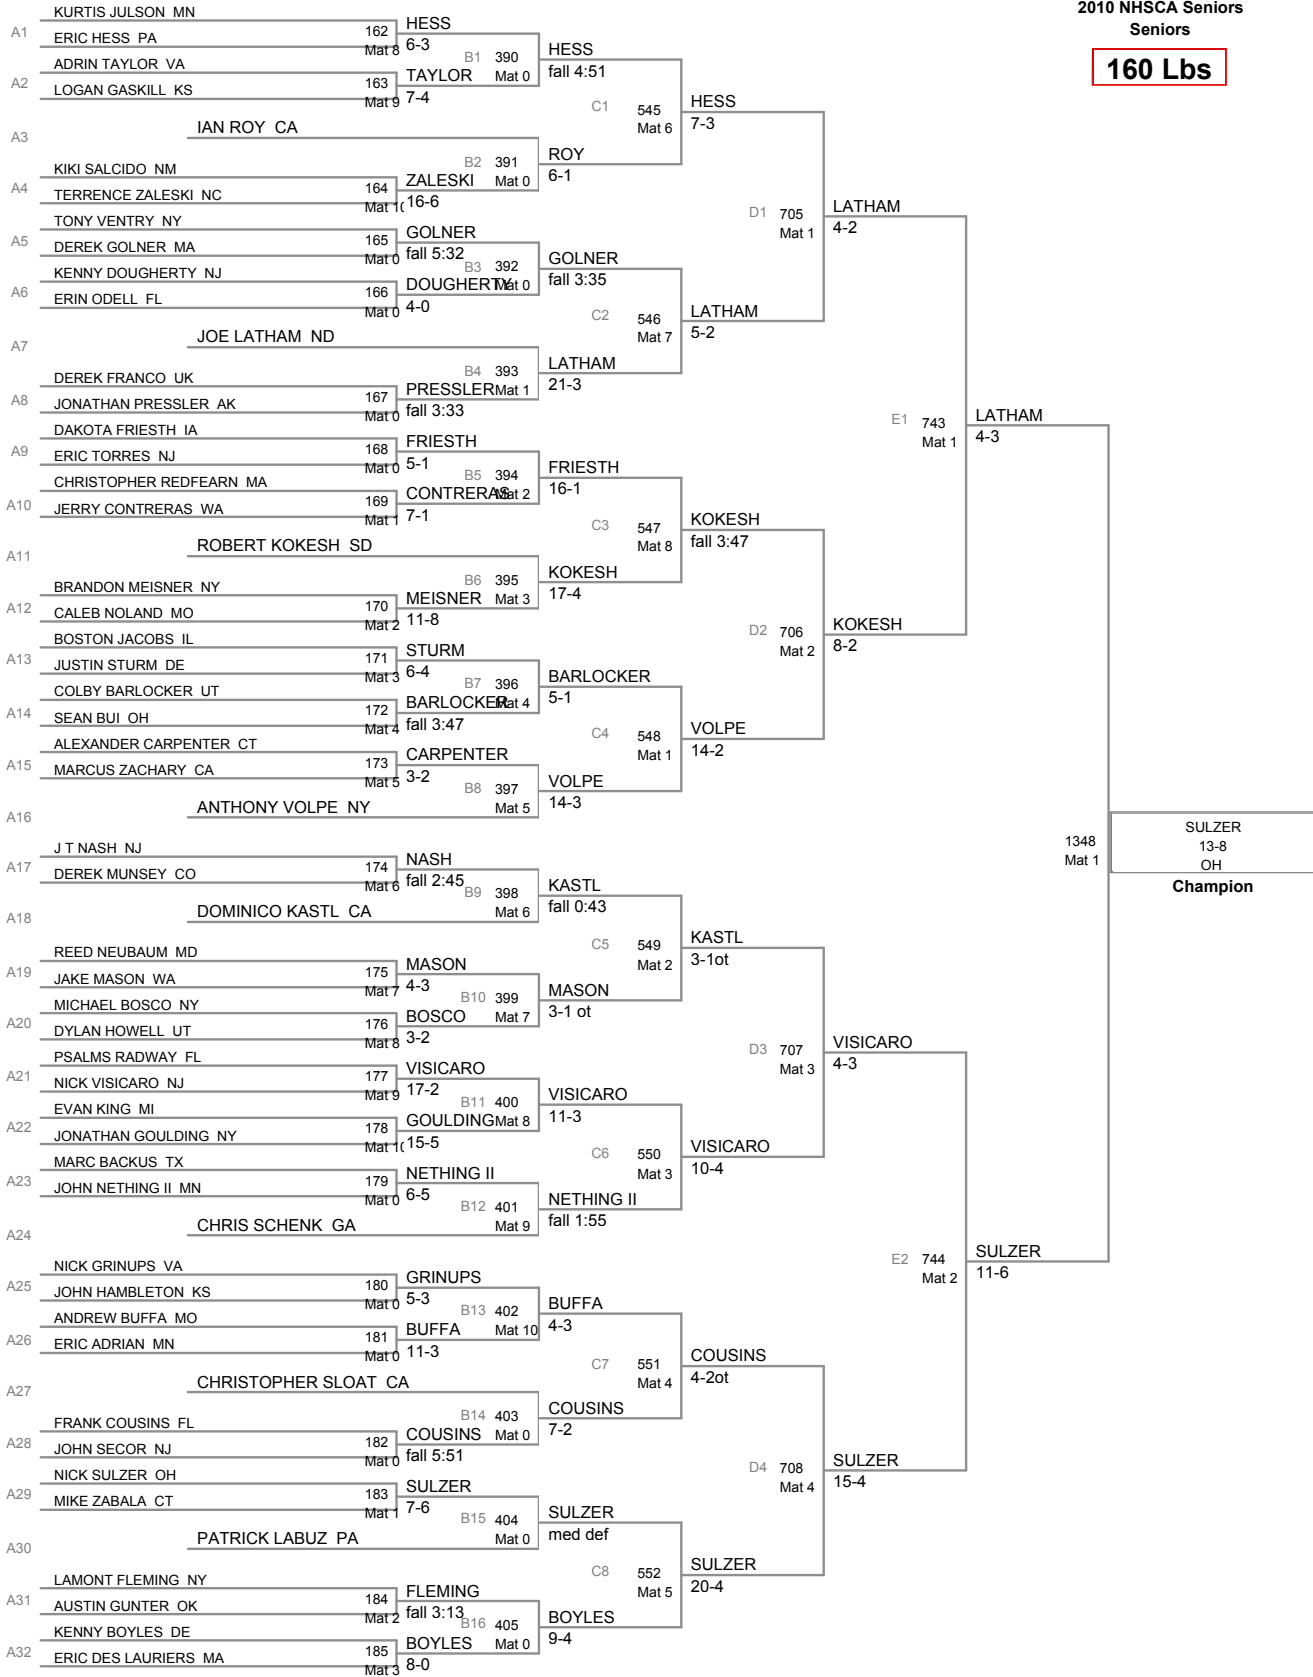 2010 NHSCA Seniors
Seniors
160 Lbs
A1
KURTIS JULSON MN
ERIC HESS PA
162
Mat 8
HESS
6-3
A2
ADRIN TAYLOR VA
LOGAN GASKILL KS
163
Mat 9
TAYLOR
7-4
B1 390
Mat 0
HESS
fall 4:51
A3
IAN ROY CA
A4
KIKI SALCIDO NM
TERRENCE ZALESKI NC
164
Mat 10
ZALESKI
16-6
B2 391
Mat 0
ROY
6-1
C1 545
Mat 6
HESS
7-3
A5
TONY VENTRY NY
DEREK GOLNER MA
165
Mat 0
GOLNER
fall 5:32
A6
KENNY DOUGHERTY NJ
ERIN ODELL FL
166
Mat 0
DOUGHERTY
4-0
B3 392
Mat 0
GOLNER
fall 3:35
A7
JOE LATHAM ND
A8
DEREK FRANCO UK
JONATHAN PRESSLER AK
167
Mat 0
PRESSLER
fall 3:33
B4 393
Mat 1
LATHAM
21-3
C2 546
Mat 7
LATHAM
5-2
D1 705
Mat 1
LATHAM
4-2
A9
DAKOTA FRIESTH IA
ERIC TORRES NJ
168
Mat 0
FRIESTH
5-1
A10
CHRISTOPHER REDFEARN MA
JERRY CONTRERAS WA
169
Mat 1
CONTRERAS
7-1
B5 394
Mat 2
FRIESTH
16-1
A11
ROBERT KOKESH SD
A12
BRANDON MEISNER NY
CALEB NOLAND MO
170
Mat 2
MEISNER
11-8
B6 395
Mat 3
KOKESH
17-4
C3 547
Mat 8
KOKESH
fall 3:47
A13
BOSTON JACOBS IL
JUSTIN STURM DE
171
Mat 3
STURM
6-4
A14
COLBY BARLOCKER UT
SEAN BUI OH
172
Mat 4
BARLOCKER
fall 3:47
B7 396
Mat 4
BARLOCKER
5-1
A15
ALEXANDER CARPENTER CT
MARCUS ZACHARY CA
173
Mat 5
CARPENTER
3-2
A16
ANTHONY VOLPE NY
B8 397
Mat 5
VOLPE
14-3
C4 548
Mat 1
VOLPE
14-2
D2 706
Mat 2
KOKESH
8-2
E1 743
Mat 1
LATHAM
4-3
A17
J T NASH NJ
DEREK MUNSEY CO
174
Mat 6
NASH
fall 2:45
A18
DOMINICO KASTL CA
B9 398
Mat 6
KASTL
fall 0:43
A19
REED NEUBAUM MD
JAKE MASON WA
175
Mat 7
MASON
4-3
A20
MICHAEL BOSCO NY
DYLAN HOWELL UT
176
Mat 8
BOSCO
3-2
B10 399
Mat 7
MASON
3-1 ot
C5 549
Mat 2
KASTL
3-1ot
A21
PSALMS RADWAY FL
NICK VISICARO NJ
177
Mat 9
VISICARO
17-2
A22
EVAN KING MI
JONATHAN GOULDING NY
178
Mat 10
GOULDING
15-5
B11 400
Mat 8
VISICARO
11-3
A23
MARC BACKUS TX
JOHN NETHING II MN
179
Mat 0
NETHING II
6-5
A24
CHRIS SCHENK GA
B12 401
Mat 9
NETHING II
fall 1:55
C6 550
Mat 3
VISICARO
10-4
D3 707
Mat 3
VISICARO
4-3
A25
NICK GRINUPS VA
JOHN HAMBLETON KS
180
Mat 0
GRINUPS
5-3
A26
ANDREW BUFFA MO
ERIC ADRIAN MN
181
Mat 0
BUFFA
11-3
B13 402
Mat 10
BUFFA
4-3
A27
CHRISTOPHER SLOAT CA
A28
FRANK COUSINS FL
JOHN SECOR NJ
182
Mat 0
COUSINS
fall 5:51
B14 403
Mat 0
COUSINS
7-2
C7 551
Mat 4
COUSINS
4-2ot
A29
NICK SULZER OH
MIKE ZABALA CT
183
Mat 1
SULZER
7-6
A30
PATRICK LABUZ PA
B15 404
Mat 0
SULZER
med def
A31
LAMONT FLEMING NY
AUSTIN GUNTER OK
184
Mat 2
FLEMING
fall 3:13
A32
KENNY BOYLES DE
ERIC DES LAURIERS MA
185
Mat 3
BOYLES
8-0
B16 405
Mat 0
BOYLES
9-4
C8 552
Mat 5
SULZER
20-4
D4 708
Mat 4
SULZER
15-4
E2 744
Mat 2
SULZER
11-6
1348
Mat 1
SULZER
13-8
OH
Champion